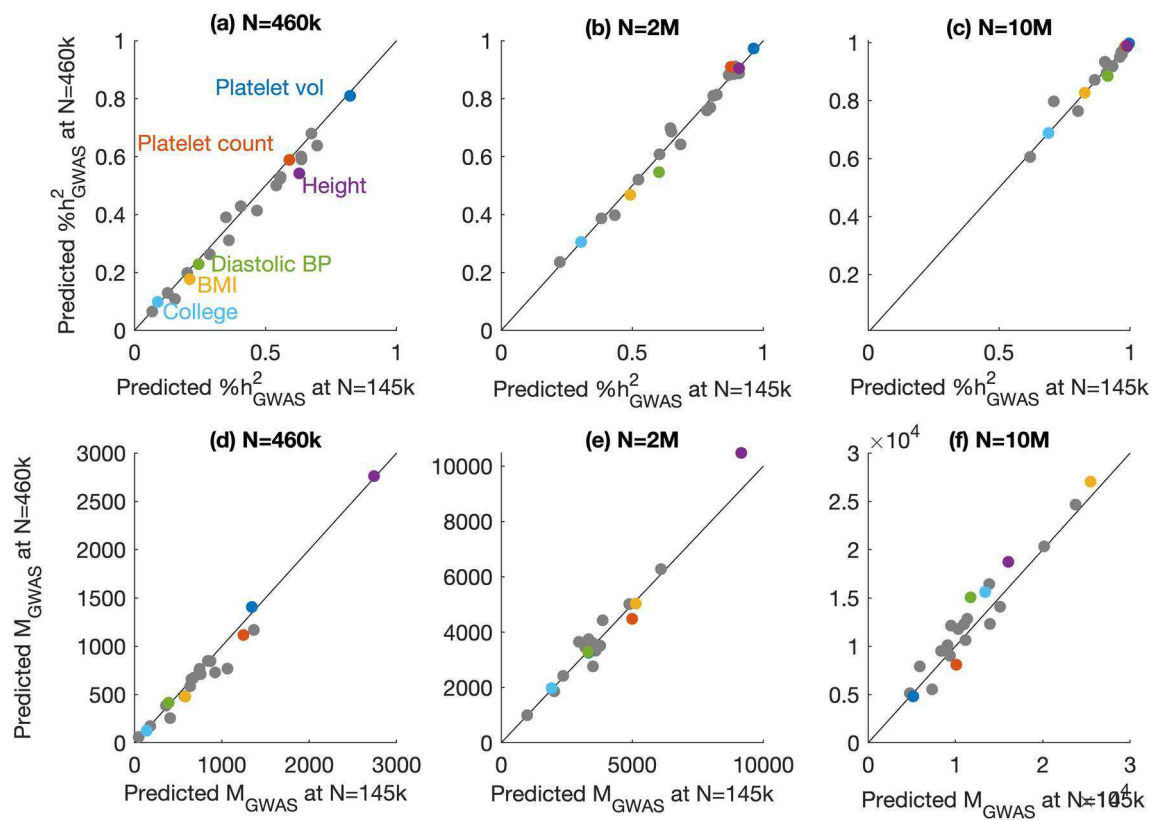 (a) N=460k
(b) N=2M
(c) N=10M
Predicted %h²GWAS at N=460k
1
0.8
0.6
0.4
0.2
0
Platelet vol
Platelet count
Height
Diastolic BP
BMI
College
0 0.5 1
Predicted %h²GWAS at N=145k
1
0.8
0.6
0.4
0.2
0
0 0.5 1
Predicted %h²GWAS at N=145k
1
0.8
0.6
0.4
0.2
0 0.5 1
Predicted %h²GWAS at N=145k
(d) N=460k
(e) N=2M
×10⁴ (f) N=10M
Predicted MGWAS at N=460k
3000
2500
2000
1500
1000
500
0
0 1000 2000 3000
Predicted MGWAS at N=145k
10000
8000
6000
4000
2000
0
0 5000 10000
Predicted MGWAS at N=145k
3
2.5
2
1.5
1
0.5
0
0 1 2 3
Predicted MGWAS at N=145k
×10⁴